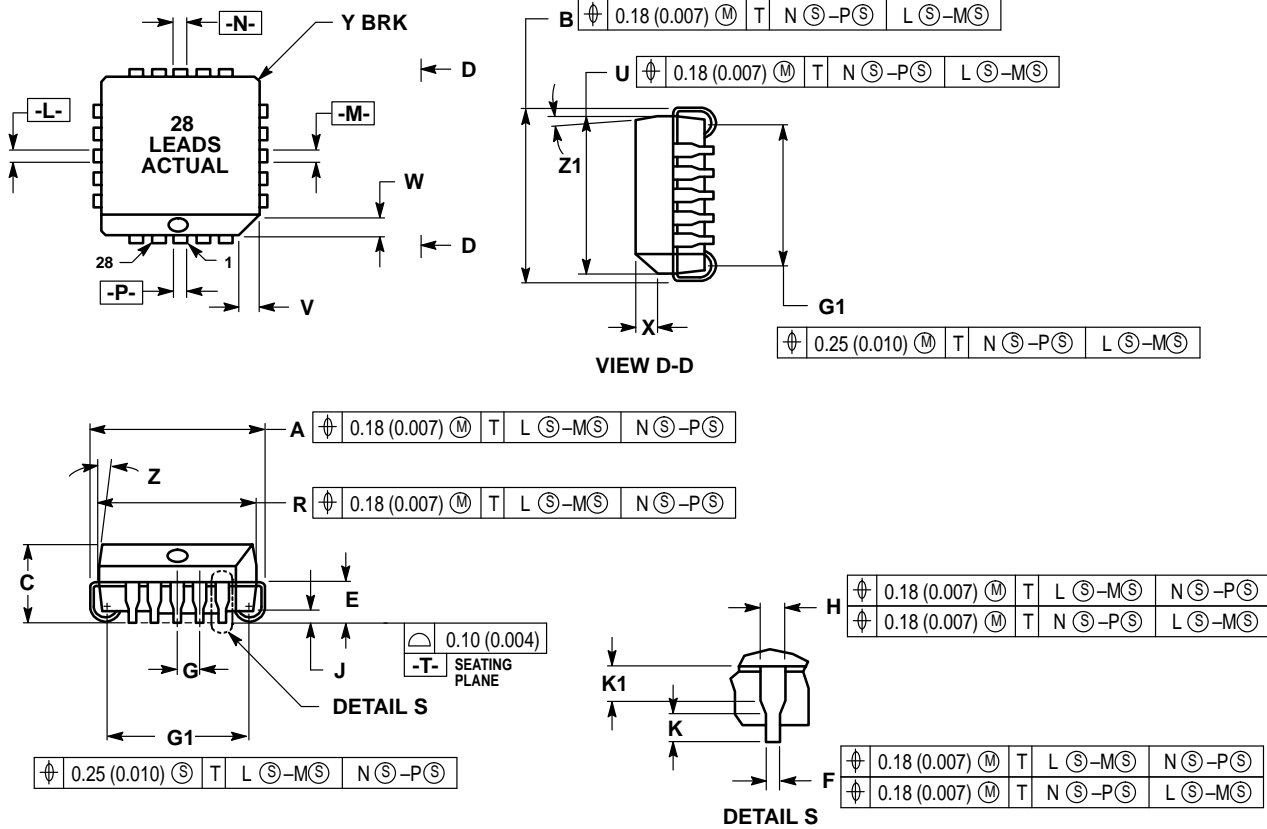 -N-
Y BRK
D
B ⌖ 0.18 (0.007) Ⓜ T N Ⓢ –P Ⓢ L Ⓢ –M Ⓢ
U ⌖ 0.18 (0.007) Ⓜ T N Ⓢ –P Ⓢ L Ⓢ –M Ⓢ
-L-
28
LEADS
ACTUAL
-M-
W
D
28
1
-P-
V
Z1
X
G1
⌖ 0.25 (0.010) Ⓜ T N Ⓢ –P Ⓢ L Ⓢ –M Ⓢ
VIEW D-D
A ⌖ 0.18 (0.007) Ⓜ T L Ⓢ –M Ⓢ N Ⓢ –P Ⓢ
Z
R ⌖ 0.18 (0.007) Ⓜ T L Ⓢ –M Ⓢ N Ⓢ –P Ⓢ
C
E
G
J
⌓ 0.10 (0.004)
-T- SEATING
PLANE
DETAIL S
G1
⌖ 0.25 (0.010) Ⓢ T L Ⓢ –M Ⓢ N Ⓢ –P Ⓢ
H ⌖ 0.18 (0.007) Ⓜ T L Ⓢ –M Ⓢ N Ⓢ –P Ⓢ
⌖ 0.18 (0.007) Ⓜ T N Ⓢ –P Ⓢ L Ⓢ –M Ⓢ
K1
K
F ⌖ 0.18 (0.007) Ⓜ T L Ⓢ –M Ⓢ N Ⓢ –P Ⓢ
⌖ 0.18 (0.007) Ⓜ T N Ⓢ –P Ⓢ L Ⓢ –M Ⓢ
DETAIL S